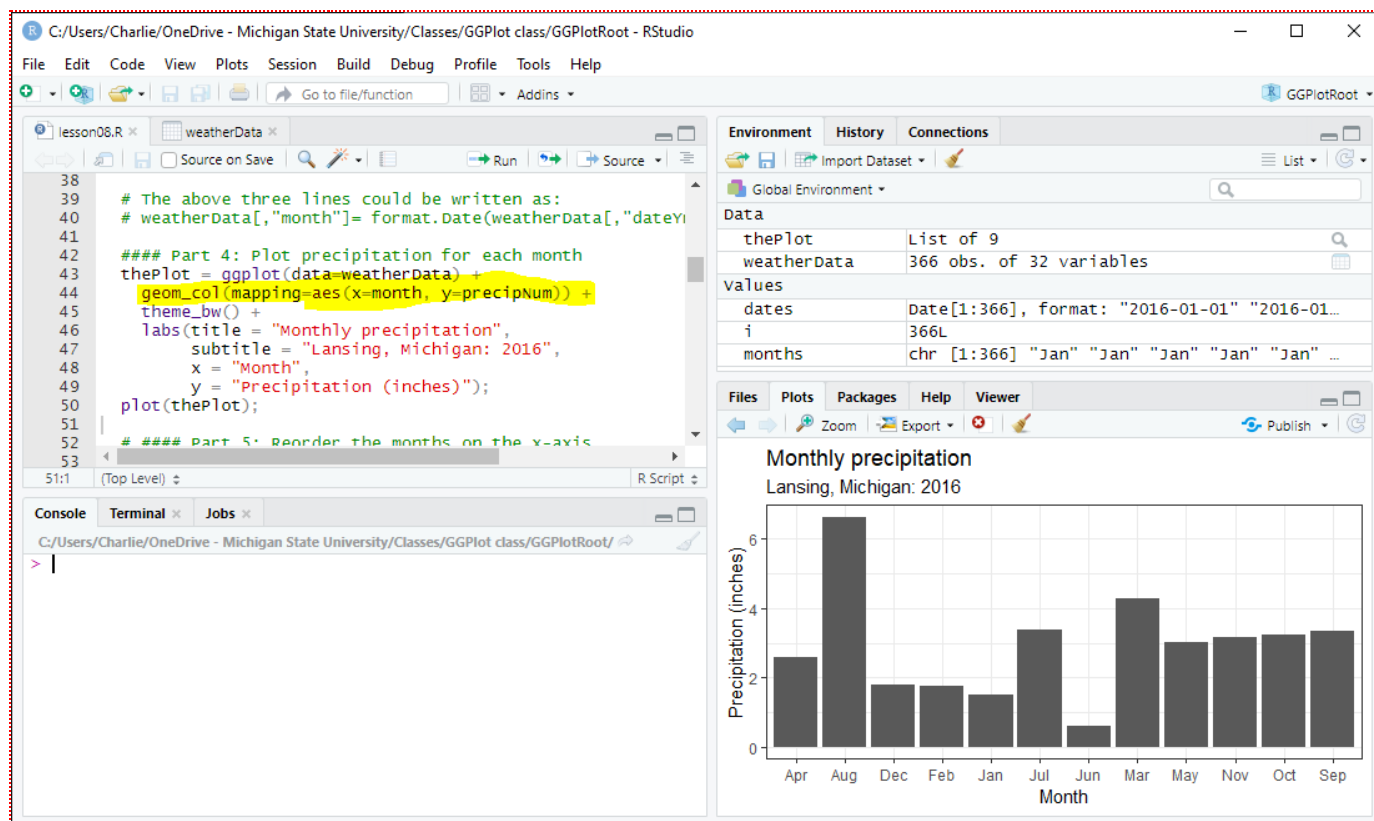 C:/Users/Charlie/OneDrive - Michigan State University/Classes/GGPlot class/GGPlotRoot - RStudio
File Edit Code View Plots Session Build Debug Profile Tools Help
Go to file/function Addins GGPlotRoot
lesson08.R weatherData
Source on Save Run Source
38
39 # The above three lines could be written as:
40 # weatherData[,"month"]= format.Date(weatherData[,"dateYr
41
42 #### Part 4: Plot precipitation for each month
43 thePlot = ggplot(data=weatherData) +
44 geom_col(mapping=aes(x=month, y=precipNum)) +
45 theme_bw() +
46 labs(title = "Monthly precipitation",
47 subtitle = "Lansing, Michigan: 2016",
48 x = "Month",
49 y = "Precipitation (inches)");
50 plot(thePlot);
51
52 # #### Part 5: Reorder the months on the x-axis
53
51:1 (Top Level) R Script
Console Terminal Jobs
C:/Users/Charlie/OneDrive - Michigan State University/Classes/GGPlot class/GGPlotRoot/
>
Environment History Connections
Import Dataset List
Global Environment
Data
thePlot List of 9
weatherData 366 obs. of 32 variables
Values
dates Date[1:366], format: "2016-01-01" "2016-01…
i 366L
months chr [1:366] "Jan" "Jan" "Jan" "Jan" "Jan" …
Files Plots Packages Help Viewer
Zoom Export Publish
Monthly precipitation
Lansing, Michigan: 2016
Precipitation (inches)
6
4
2
0
Apr Aug Dec Feb Jan Jul Jun Mar May Nov Oct Sep
Month